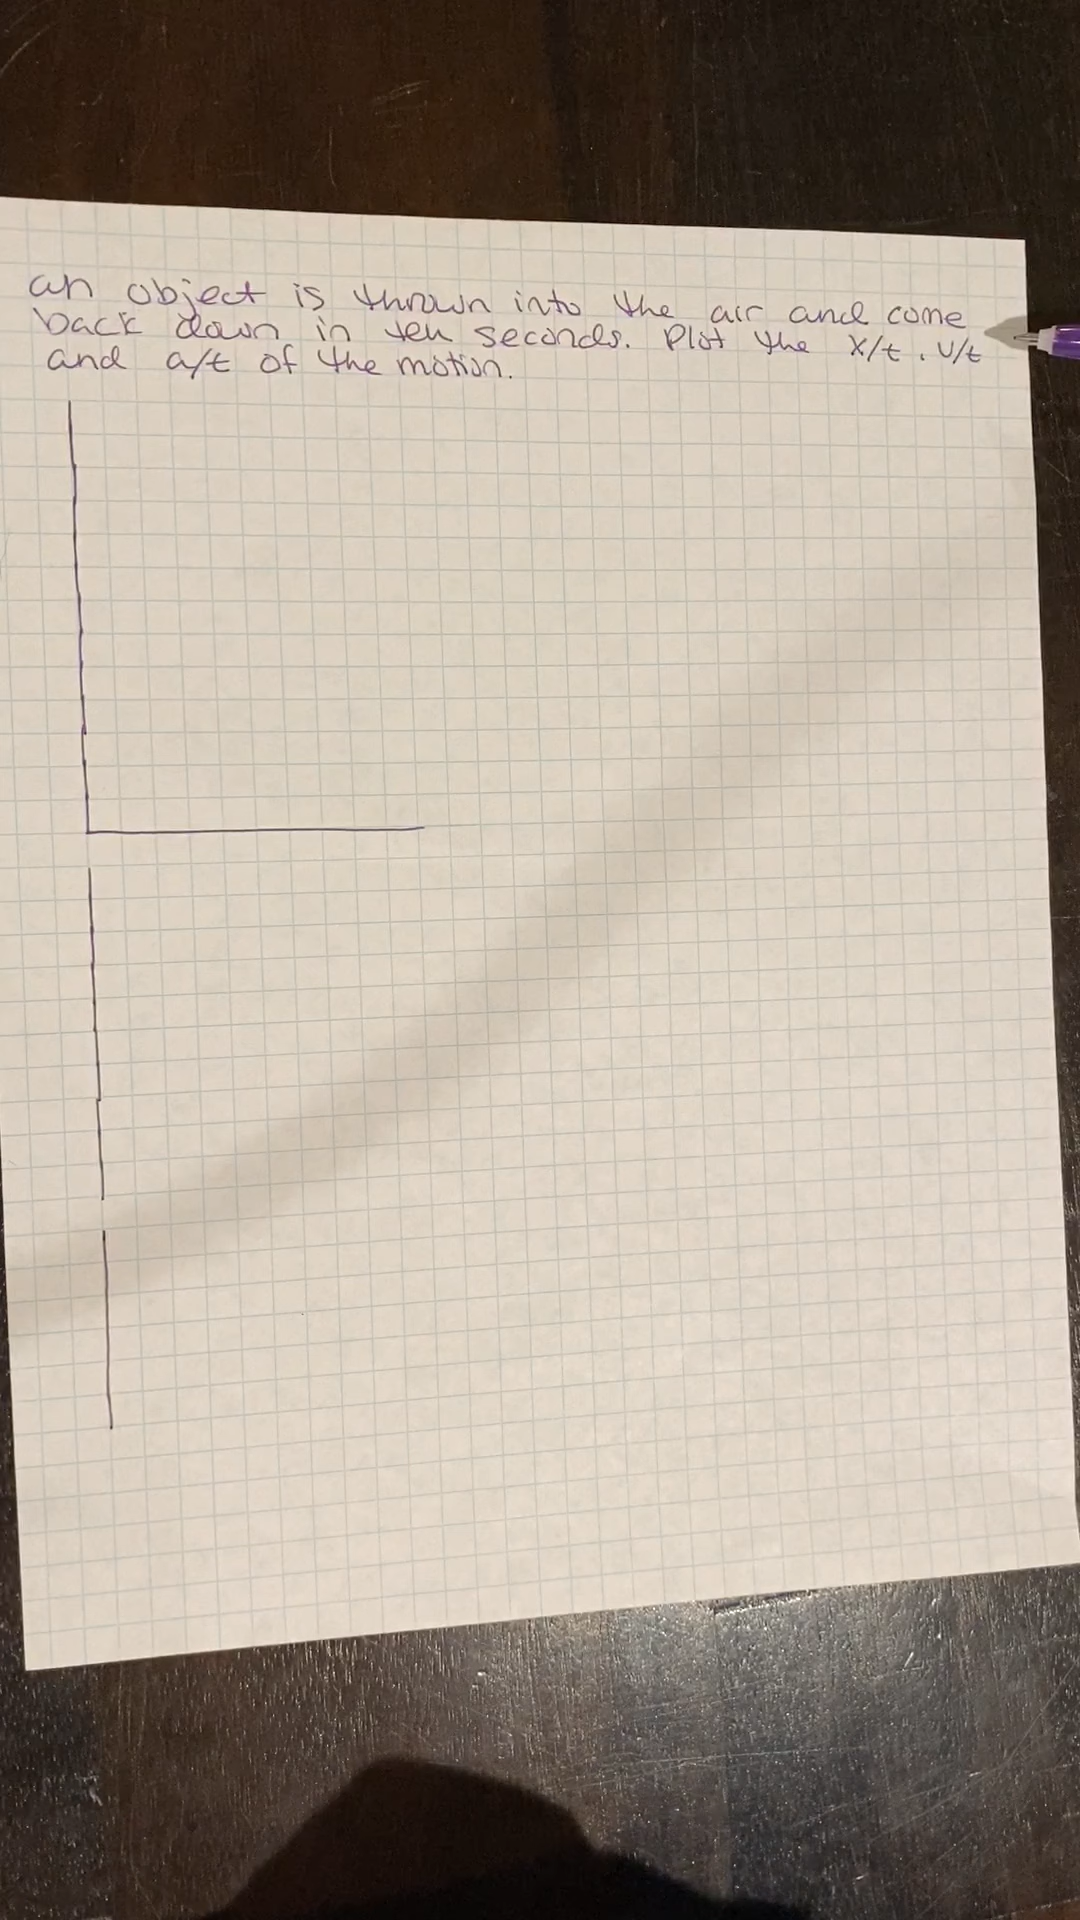 an object is thrown into the air and come
back down in ten seconds. Plot the x/t, v/t
and a/t of the motion.